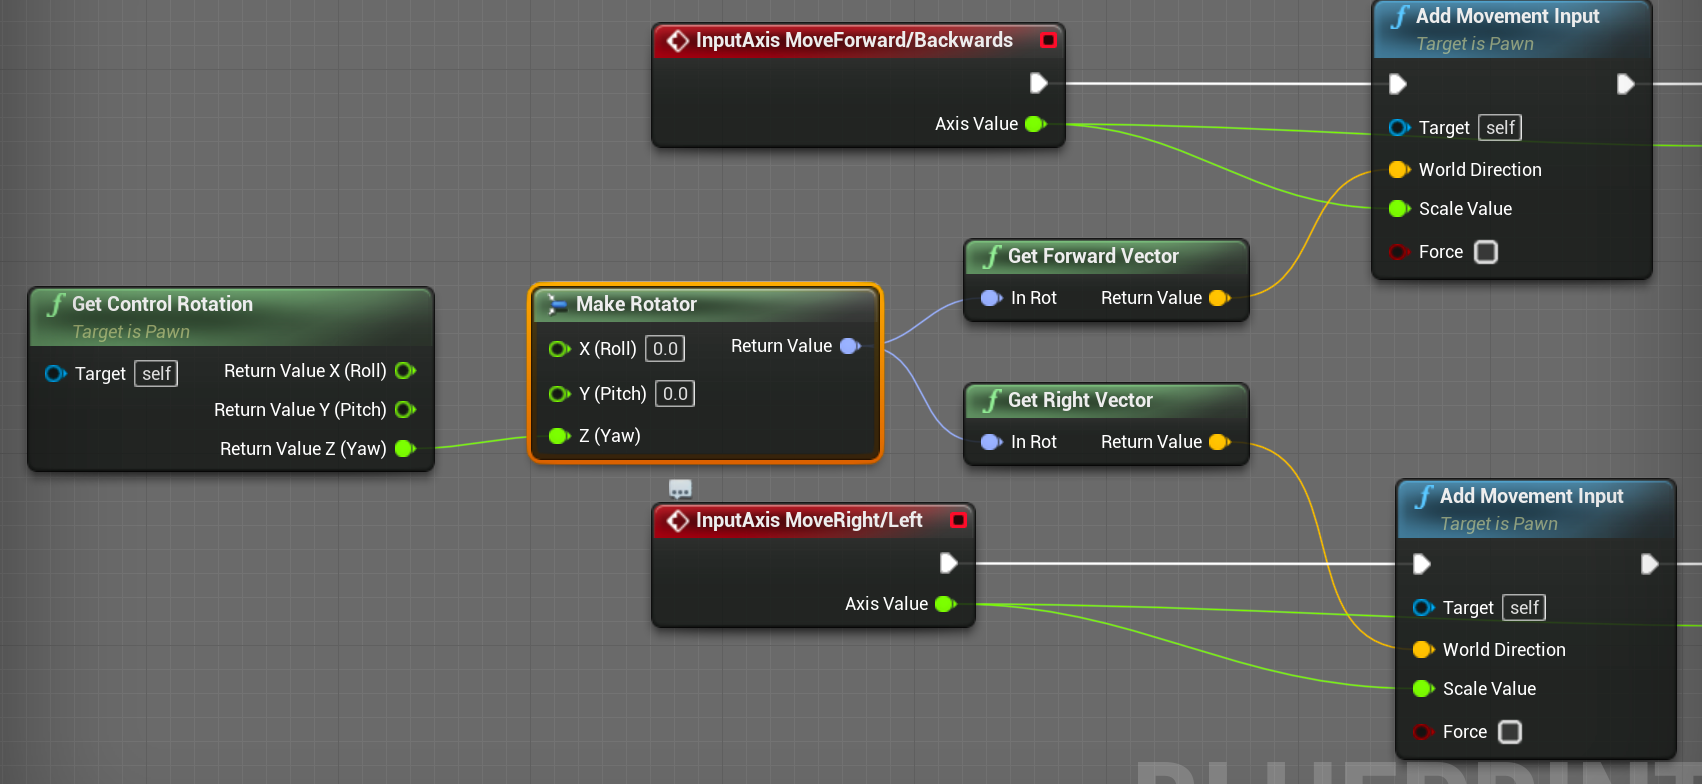 InputAxis MoveForward/Backwards
Axis Value
Add Movement Input
Target is Pawn
Target self
World Direction
Scale Value
Force
Get Control Rotation
Target is Pawn
Target self
Return Value X (Roll)
Return Value Y (Pitch)
Return Value Z (Yaw)
Make Rotator
X (Roll) 0.0
Return Value
Y (Pitch) 0.0
Z (Yaw)
Get Forward Vector
In Rot Return Value
Get Right Vector
In Rot Return Value
InputAxis MoveRight/Left
Axis Value
Add Movement Input
Target is Pawn
Target self
World Direction
Scale Value
Force